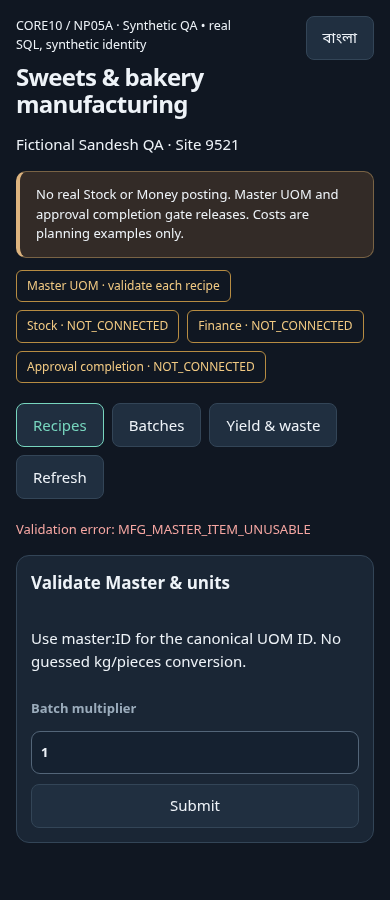 CORE10 / NP05A · Synthetic QA • real
SQL, synthetic identity
বাংলা
Sweets & bakery
manufacturing
Fictional Sandesh QA · Site 9521
No real Stock or Money posting. Master UOM and
approval completion gate releases. Costs are
planning examples only.
Master UOM · validate each recipe
Stock · NOT_CONNECTED
Finance · NOT_CONNECTED
Approval completion · NOT_CONNECTED
Recipes
Batches
Yield & waste
Refresh
Validation error: MFG_MASTER_ITEM_UNUSABLE
Validate Master & units
Use master:ID for the canonical UOM ID. No
guessed kg/pieces conversion.
Batch multiplier
1
Submit